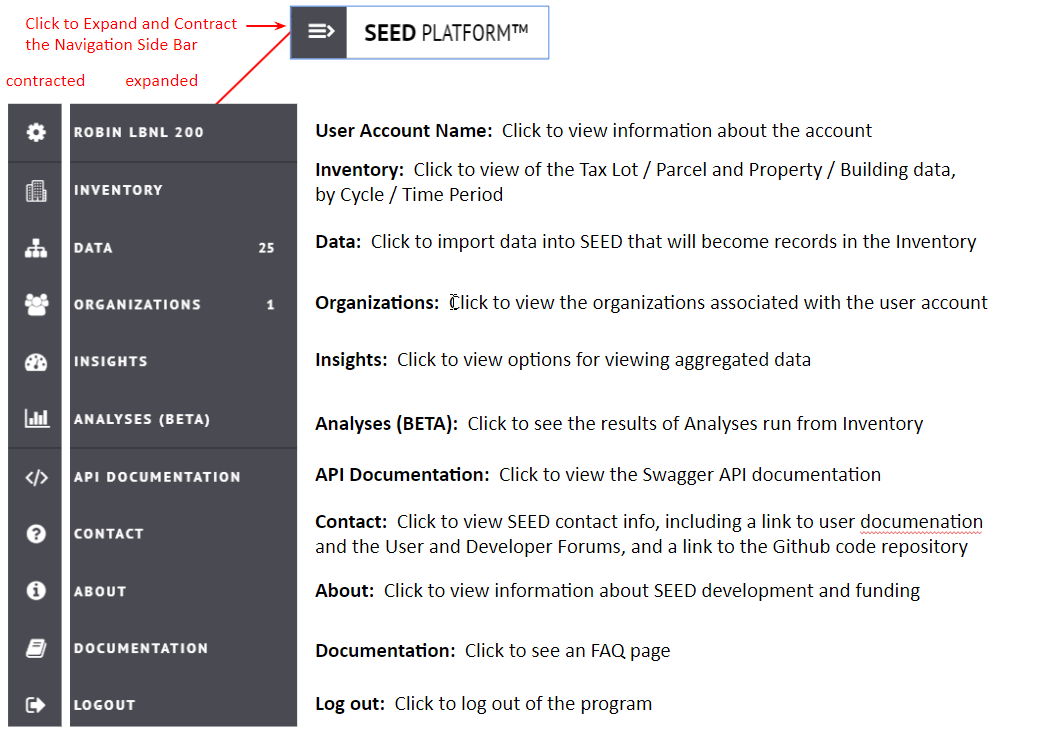 Click to Expand and Contract
the Navigation Side Bar
SEED PLATFORM™
contracted expanded
ROBIN LBNL 200
User Account Name: Click to view information about the account
INVENTORY
Inventory: Click to view of the Tax Lot / Parcel and Property / Building data,
by Cycle / Time Period
DATA 25
Data: Click to import data into SEED that will become records in the Inventory
ORGANIZATIONS 1
Organizations: Click to view the organizations associated with the user account
INSIGHTS
Insights: Click to view options for viewing aggregated data
ANALYSES (BETA)
Analyses (BETA): Click to see the results of Analyses run from Inventory
API DOCUMENTATION
API Documentation: Click to view the Swagger API documentation
CONTACT
Contact: Click to view SEED contact info, including a link to user documenation
and the User and Developer Forums, and a link to the Github code repository
ABOUT
About: Click to view information about SEED development and funding
DOCUMENTATION
Documentation: Click to see an FAQ page
LOGOUT
Log out: Click to log out of the program